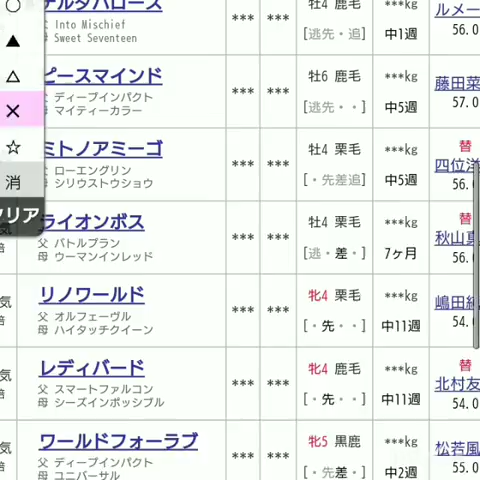 ○
デルタバローズ
父 Into Mischief
母 Sweet Seventeen
*** ***
牡4 鹿毛
[逃先・追]
***kg
中1週
ルメー
56.0
▲
△
ピースマインド
父 ディープインパクト
母 マイティーカラー
*** ***
牡6 鹿毛
[逃先・・]
***kg
中5週
藤田菜
57.0
×
☆
消
クリア
ミトノアミーゴ
父 ローエングリン
母 シリウストウショウ
*** ***
牡4 栗毛
[・先差追]
***kg
中5週
替
四位洋
56.
気
倍
ライオンボス
父 バトルプラン
母 ウーマンインレッド
*** ***
牡4 栗毛
[逃・差・]
***kg
7ヶ月
替
秋山真
56.
気
倍
リノワールド
父 オルフェーヴル
母 ハイタッチクイーン
*** ***
牝4 栗毛
[・先・・]
***kg
中11週
嶋田純
54.
気
倍
レディバード
父 スマートファルコン
母 シーズインポッシブル
*** ***
牝4 鹿毛
[・先・・]
***kg
中11週
替
北村友
54.0
気
倍
ワールドフォーラブ
父 ディープインパクト
母 ユニバーサル
*** ***
牝5 黒鹿
[・先差・]
***kg
中2週
松若風
55.0